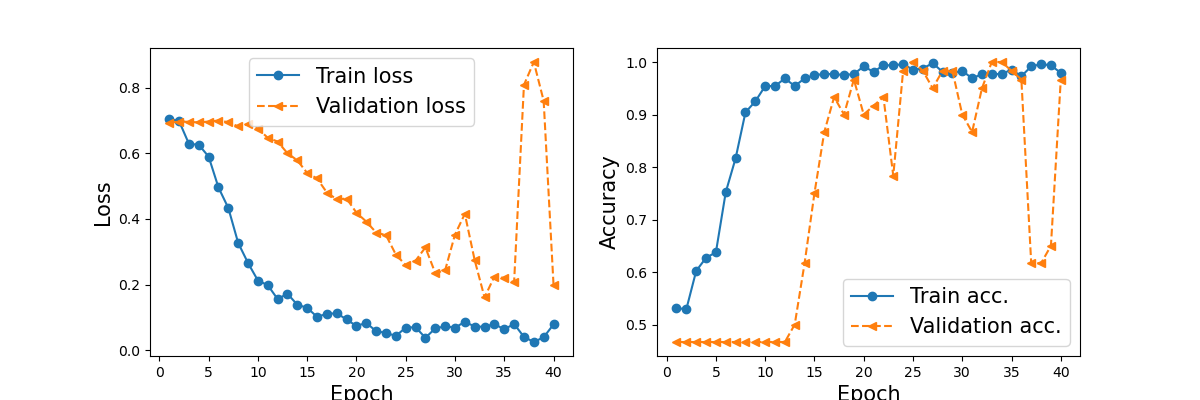 Train loss
Validation loss
Loss
0.8
0.6
0.4
0.2
0.0
0 5 10 15 20 25 30 35 40
Epoch
Accuracy
1.0
0.9
0.8
0.7
0.6
0.5
Train acc.
Validation acc.
0 5 10 15 20 25 30 35 40
Epoch